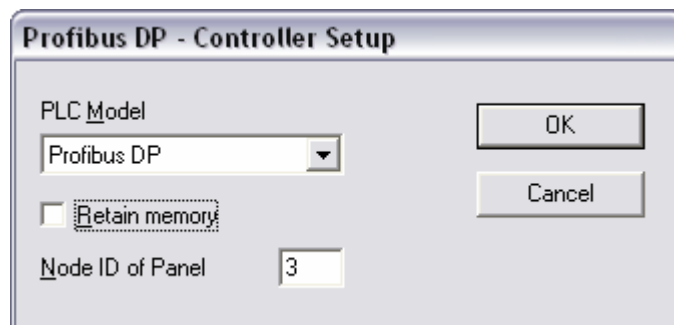 Profibus DP - Controller Setup
PLC Model
Profibus DP
OK
Cancel
Retain memory
Node ID of Panel 3